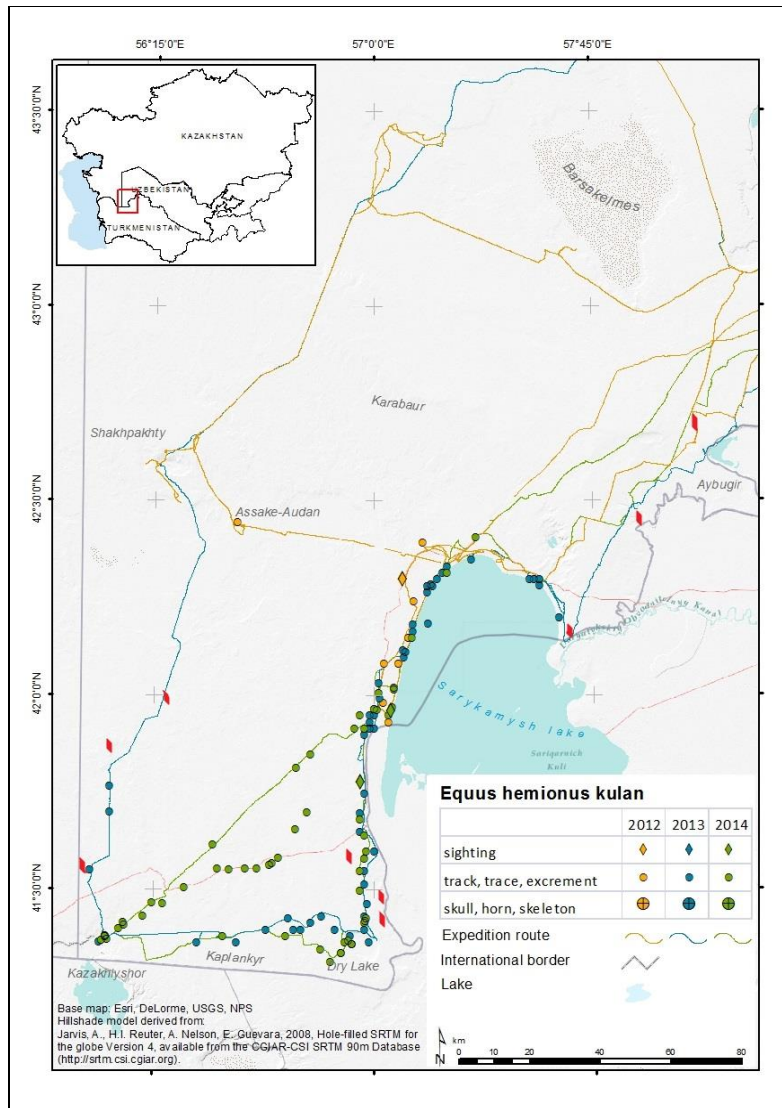 56°15'0"E 57°0'0"E 57°45'0"E
43°30'0"N
43°0'0"N
42°30'0"N
42°0'0"N
41°30'0"N
KAZAKHSTAN
UZBEKISTAN
TURKMENISTAN
Barsakelmes
Karabaur
Shakhpakhty
Assake-Audan
Aybugir
Sarykamysh lake
Sariqamish
Kuli
Kaplankyr
Dry Lake
Kazakhlyshor
Equus hemionus kulan
2012 2013 2014
sighting
track, trace, excrement
skull, horn, skeleton
Expedition route
International border
Lake
Base map: Esri, DeLorme, USGS, NPS
Hillshade model derived from:
Jarvis, A., H.I. Reuter, A. Nelson, E. Guevara, 2008, Hole-filled SRTM for
the globe Version 4, available from the CGIAR-CSI SRTM 90m Database
(http://srtm.csi.cgiar.org).
N
km
0 10 20 40 60 80